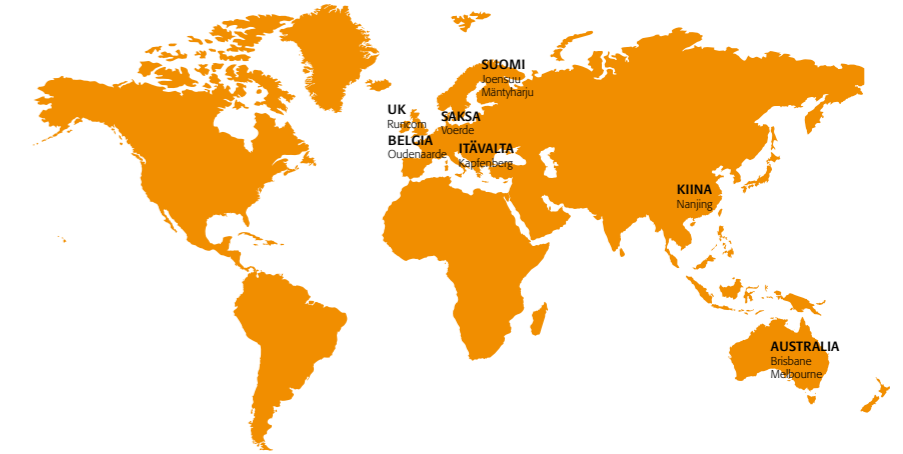 SUOMI
Joensuu
Mäntyharju
UK
Runcorn
SAKSA
Voerde
BELGIA
Oudenaarde
ITÄVALTA
Kapfenberg
KIINA
Nanjing
AUSTRALIA
Brisbane
Melbourne